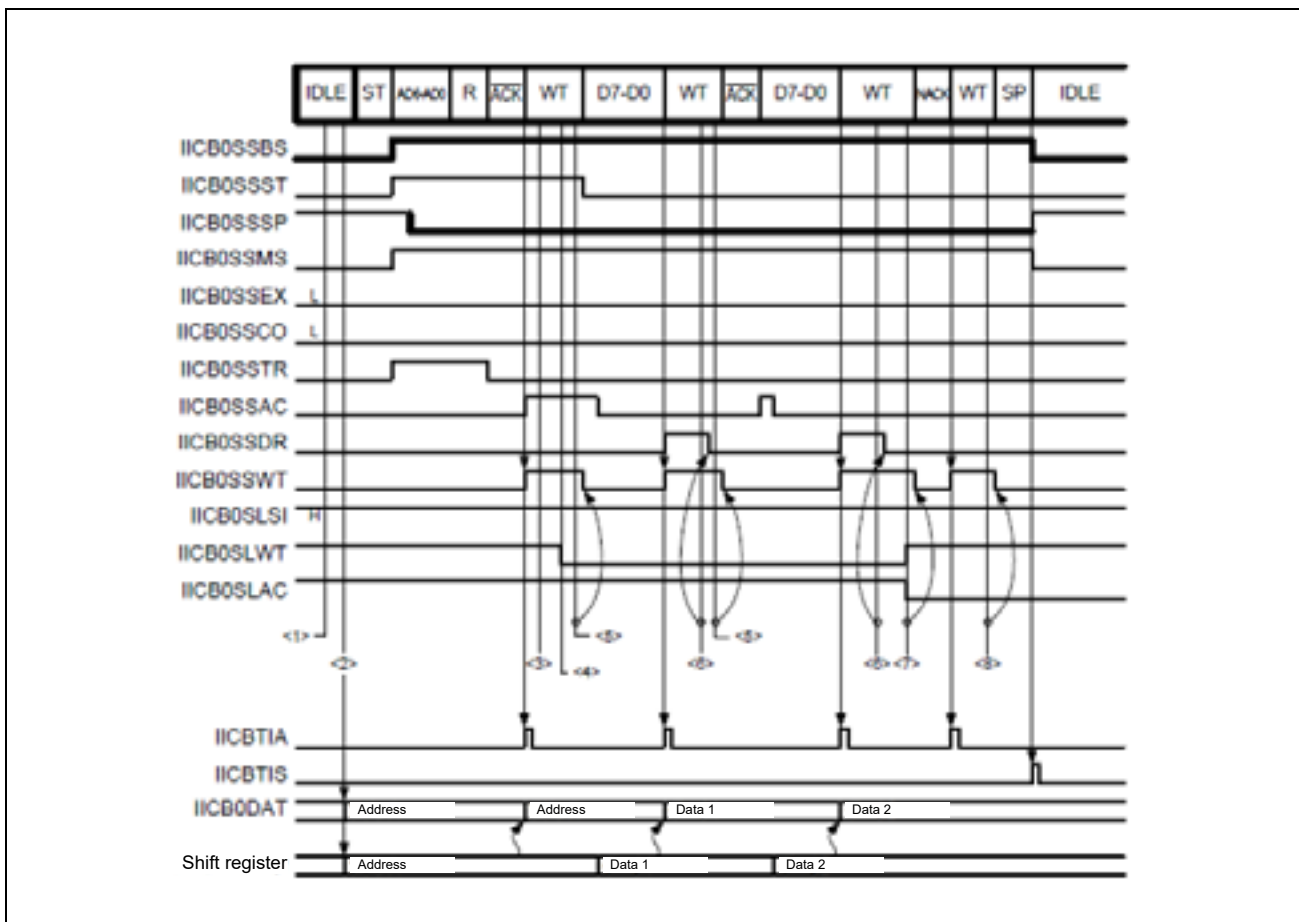 IDLE ST AD6-AD0 R ACK WT D7-D0 WT ACK D7-D0 WT NACK WT SP IDLE
IICB0SSBS
IICB0SSST
IICB0SSSP
IICB0SSMS
IICB0SSEX L
IICB0SSCO L
IICB0SSTR
IICB0SSAC
IICB0SSDR
IICB0SSWT
IICB0SLSI H
IICB0SLWT
IICB0SLAC
<1> <5> <5>
<2> <3> <6> <6> <7> <8>
<4>
IICBTIA
IICBTIS
IICB0DAT Address Address Data 1 Data 2
Shift register Address Data 1 Data 2